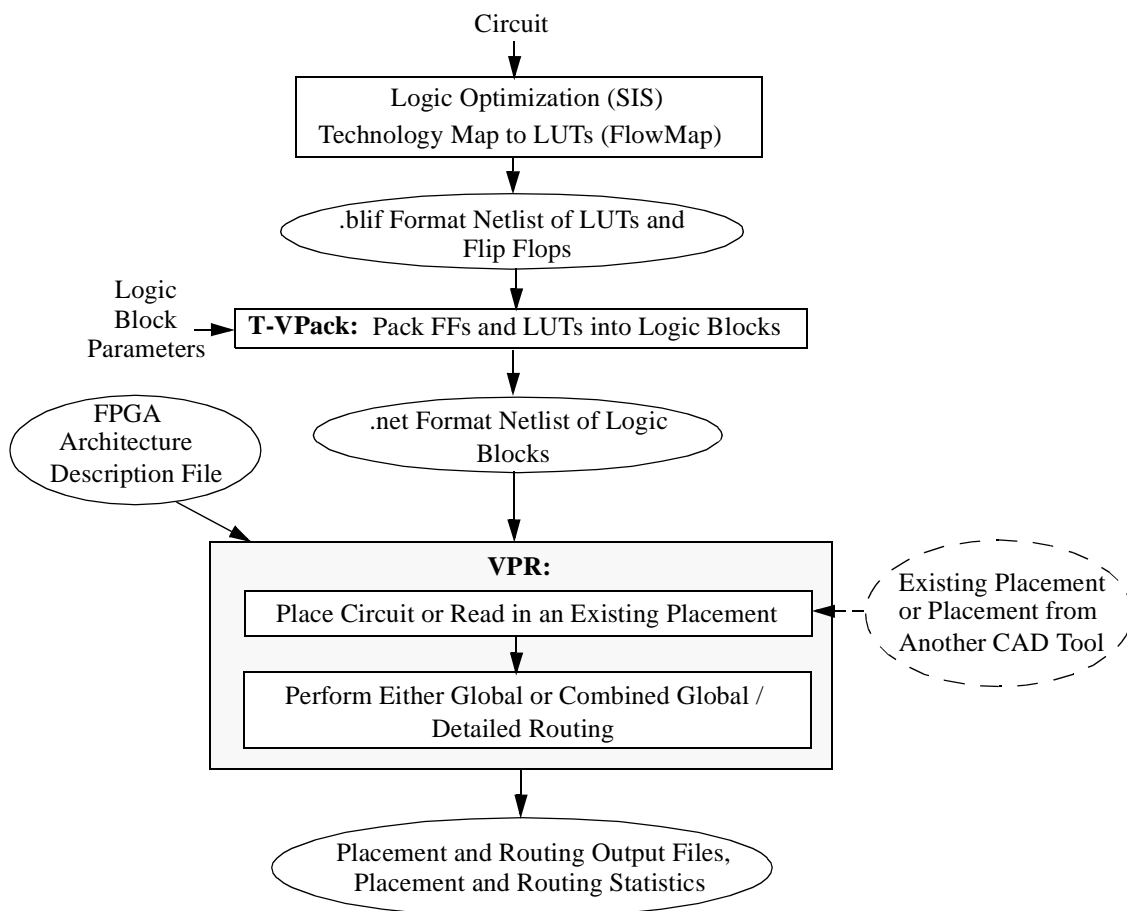 Circuit
Logic Optimization (SIS)
Technology Map to LUTs (FlowMap)
.blif Format Netlist of LUTs and
Flip Flops
Logic
Block
Parameters
T-VPack: Pack FFs and LUTs into Logic Blocks
FPGA
Architecture
Description File
.net Format Netlist of Logic
Blocks
VPR:
Place Circuit or Read in an Existing Placement
Existing Placement
or Placement from
Another CAD Tool
Perform Either Global or Combined Global /
Detailed Routing
Placement and Routing Output Files,
Placement and Routing Statistics